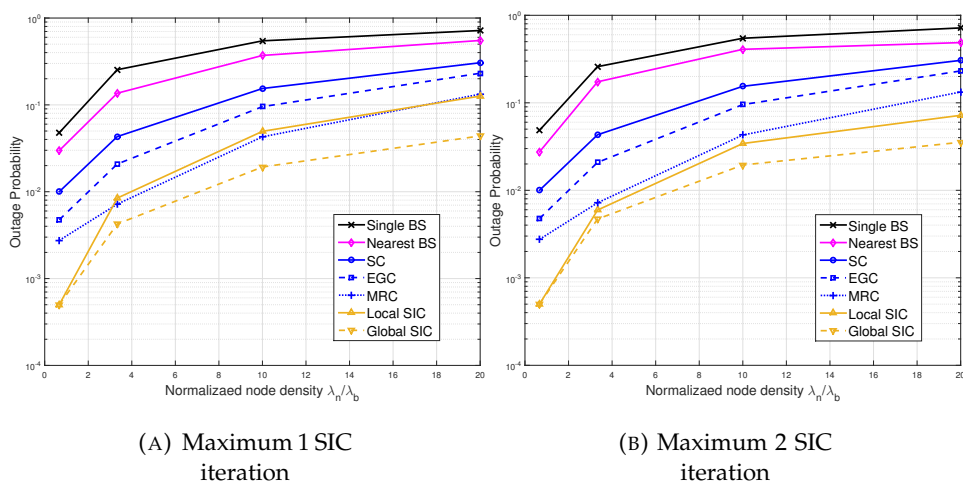 10^0
10^-1
10^-2
10^-3
10^-4
Outage Probability
0 2 4 6 8 10 12 14 16 18 20
Normalizaed node density λ_n/λ_b
Single BS
Nearest BS
SC
EGC
MRC
Local SIC
Global SIC
(A) Maximum 1 SIC
iteration
10^0
10^-1
10^-2
10^-3
10^-4
Outage Probability
0 2 4 6 8 10 12 14 16 18 20
Normalizaed node density λ_n/λ_b
Single BS
Nearest BS
SC
EGC
MRC
Local SIC
Global SIC
(B) Maximum 2 SIC
iteration